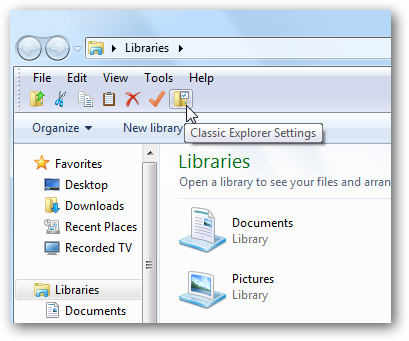 Libraries
File Edit View Tools Help
Organize New library
Classic Explorer Settings
Favorites
Desktop
Downloads
Recent Places
Recorded TV
Libraries
Documents
Libraries
Open a library to see your files and arran
Documents
Library
Pictures
Library